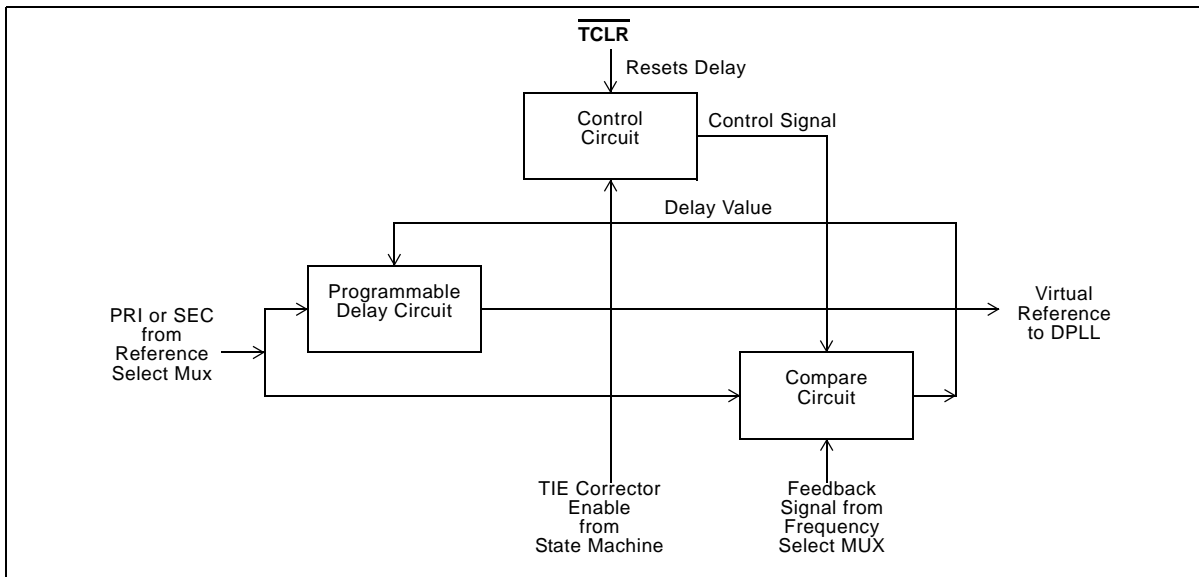 TCLR
Resets Delay
Control
Circuit
Control Signal
Delay Value
Programmable
Delay Circuit
PRI or SEC
from
Reference
Select Mux
Virtual
Reference
to DPLL
Compare
Circuit
TIE Corrector
Enable
from
State Machine
Feedback
Signal from
Frequency
Select MUX